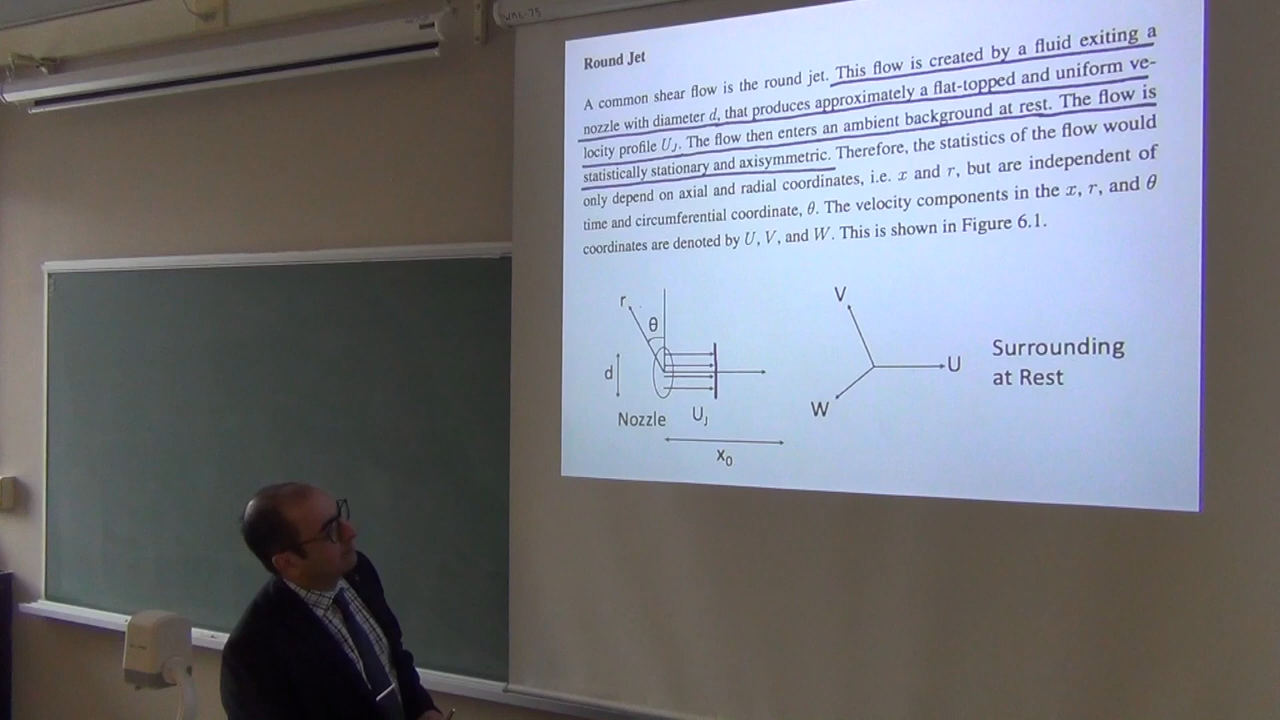 WML-75
Round Jet
A common shear flow is the round jet. This flow is created by a fluid exiting a
nozzle with diameter d, that produces approximately a flat-topped and uniform ve-
locity profile U_J. The flow then enters an ambient background at rest. The flow is
statistically stationary and axisymmetric. Therefore, the statistics of the flow would
only depend on axial and radial coordinates, i.e. x and r, but are independent of
time and circumferential coordinate, θ. The velocity components in the x, r, and θ
coordinates are denoted by U, V, and W. This is shown in Figure 6.1.
r
θ
d
Nozzle
U_J
x_0
V
U
W
Surrounding
at Rest